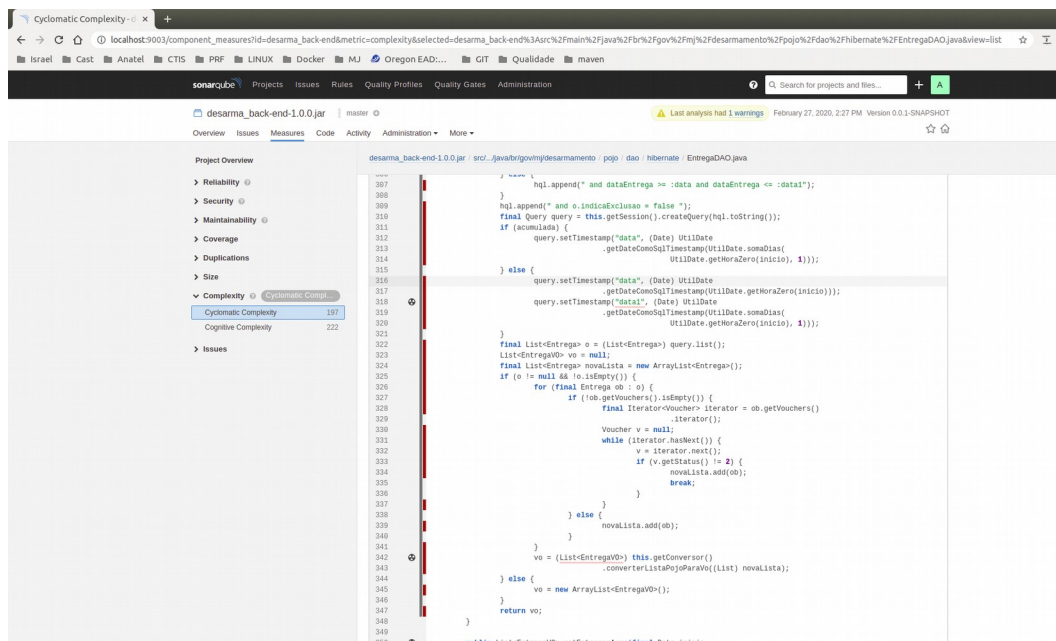 Cyclomatic Complexity - d
localhost:9003/component_measures?id=desarma_back-end&metric=complexity&selected=desarma_back-end%3Asrc%2Fmain%2Fjava%2Fbr%2Fgov%2Fmj%2Fdesarmamento%2Fpojo%2Fdao%2Fhibernate%2FEntregaDAO.java&view=list
Israel Cast Anatel CTIS PRF LINUX Docker MJ Oregon EAD:... GIT Qualidade maven
sonarqube Projects Issues Rules Quality Profiles Quality Gates Administration Search for projects and files... + A
desarma_back-end-1.0.0.jar master Last analysis had 1 warnings February 27, 2020, 2:27 PM Version 0.0.1-SNAPSHOT
Overview Issues Measures Code Activity Administration More
Project Overview
Reliability
Security
Maintainability
Coverage
Duplications
Size
Complexity Cyclomatic Compl...
Cyclomatic Complexity 197
Cognitive Complexity 222
Issues
desarma_back-end-1.0.0.jar / src/.../java/br/gov/mj/desarmamento / pojo / dao / hibernate / EntregaDAO.java
306 } else {
307 hql.append(" and dataEntrega >= :data and dataEntrega <= :data1");
308 }
309 hql.append(" and o.indicaExclusao = false ");
310 final Query query = this.getSession().createQuery(hql.toString());
311 if (acumulada) {
312 query.setTimestamp("data", (Date) UtilDate
313 .getDateComoSqlTimestamp(UtilDate.somaDias(
314 UtilDate.getHoraZero(inicio), 1)));
315 } else {
316 query.setTimestamp("data", (Date) UtilDate
317 .getDateComoSqlTimestamp(UtilDate.getHoraZero(inicio)));
318 query.setTimestamp("data1", (Date) UtilDate
319 .getDateComoSqlTimestamp(UtilDate.somaDias(
320 UtilDate.getHoraZero(inicio), 1)));
321 }
322 final List<Entrega> o = (List<Entrega>) query.list();
323 List<EntregaVO> vo = null;
324 final List<Entrega> novaLista = new ArrayList<Entrega>();
325 if (o != null && !o.isEmpty()) {
326 for (final Entrega ob : o) {
327 if (!ob.getVouchers().isEmpty()) {
328 final Iterator<Voucher> iterator = ob.getVouchers()
329 .iterator();
330 Voucher v = null;
331 while (iterator.hasNext()) {
332 v = iterator.next();
333 if (v.getStatus() != 2) {
334 novaLista.add(ob);
335 break;
336 }
337 }
338 } else {
339 novaLista.add(ob);
340 }
341 }
342 vo = (List<EntregaVO>) this.getConversor()
343 .converterListaPojoParaVo((List) novaLista);
344 } else {
345 vo = new ArrayList<EntregaVO>();
346 }
347 return vo;
348 }
349